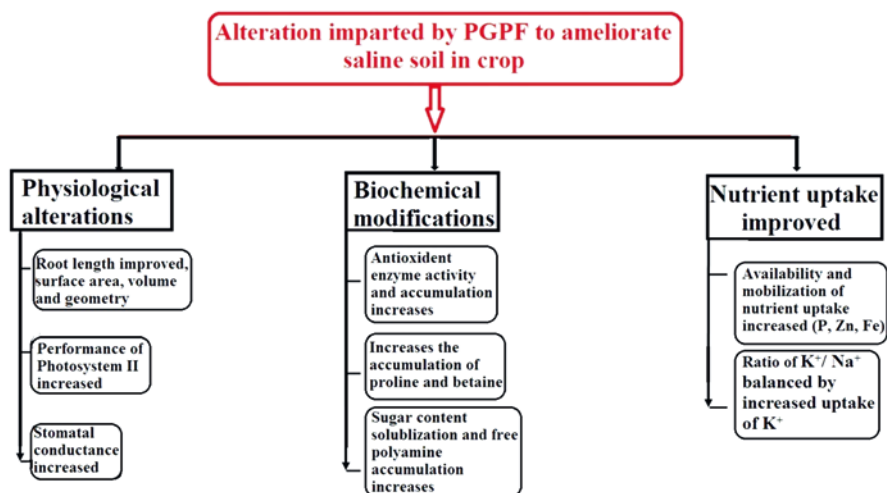 Alteration imparted by PGPF to ameliorate
saline soil in crop
Physiological
alterations
Root length improved,
surface area, volume
and geometry
Performance of
Photosystem II
increased
Stomatal
conductance
increased
Biochemical
modifications
Antioxident
enzyme activity
and accumulation
increases
Increases the
accumulation of
proline and betaine
Sugar content
solublization and free
polyamine
accumulation
increases
Nutrient uptake
improved
Availability and
mobilization of
nutrient uptake
increased (P, Zn, Fe)
Ratio of K⁺/ Na⁺
balanced by
increased uptake
of K⁺